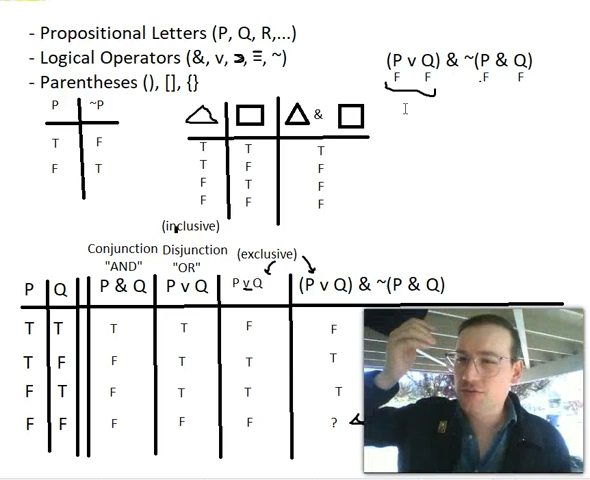 - Propositional Letters (P, Q, R,...)
- Logical Operators (&, v, ⊃, ≡, ~)
- Parentheses (), [], {}
(P v Q) & ~(P & Q)
F F .F F
P ~P
T F
F T
&
T T T
T F F
F T F
F F F
(inclusive)
Conjunction Disjunction (exclusive)
"AND" "OR"
P Q P & Q P v Q P v Q (P v Q) & ~(P & Q)
T T T T F F
T F F T T T
F T F T T T
F F F F F ?